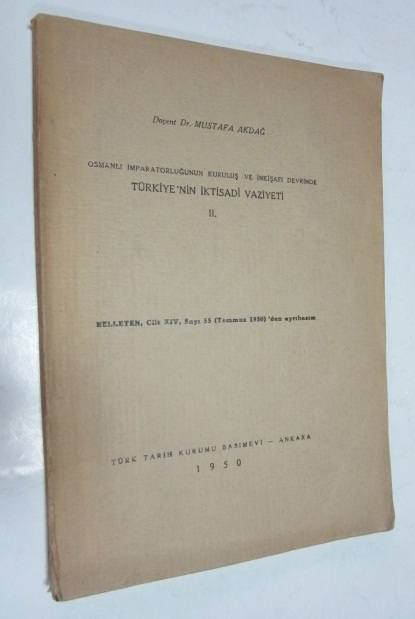 Doçent Dr. MUSTAFA AKDAĞ
OSMANLI İMPARATORLUĞUNUN KURULUŞ VE İNKİŞAFI DEVRİNDE
TÜRKİYE'NİN İKTİSADİ VAZİYETİ
II.
BELLETEN, Cilt XIV, Sayı 55 (Temmuz 1950) 'den ayrıbasım
TÜRK TARİH KURUMU BASIMEVİ — ANKARA
1950